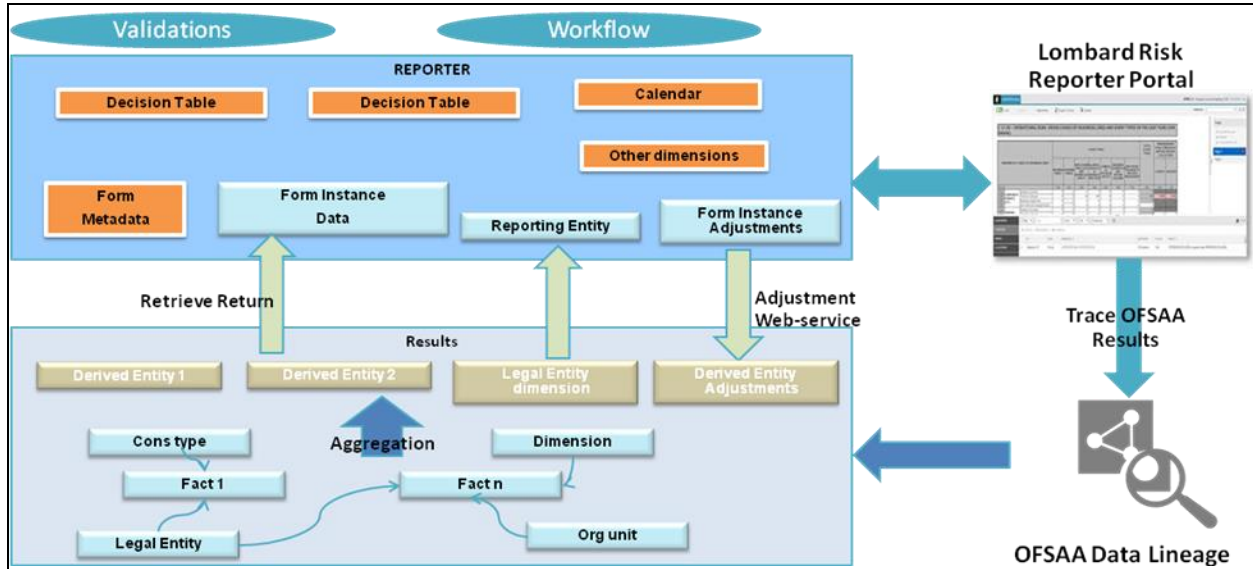 Validations
Workflow
REPORTER
Decision Table
Decision Table
Calendar
Other dimensions
Form
Metadata
Form Instance
Data
Reporting Entity
Form Instance
Adjustments
Lombard Risk
Reporter Portal
Retrieve Return
Adjustment
Web-service
Trace OFSAA
Results
Results
Derived Entity 1
Derived Entity 2
Legal Entity
dimension
Derived Entity
Adjustments
Cons type
Aggregation
Dimension
Fact 1
Fact n
Legal Entity
Org unit
OFSAA Data Lineage